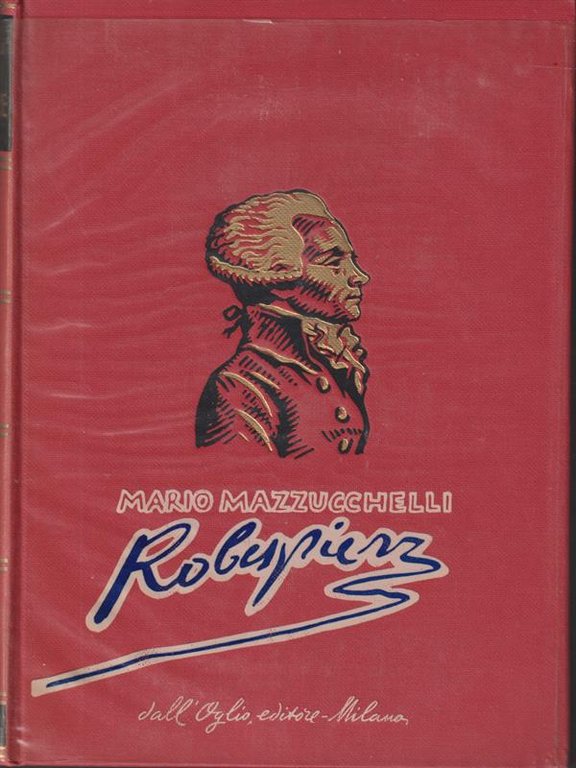 MARIO MAZZUCCHELLI
Robespierre
dall'Oglio, editore - Milano